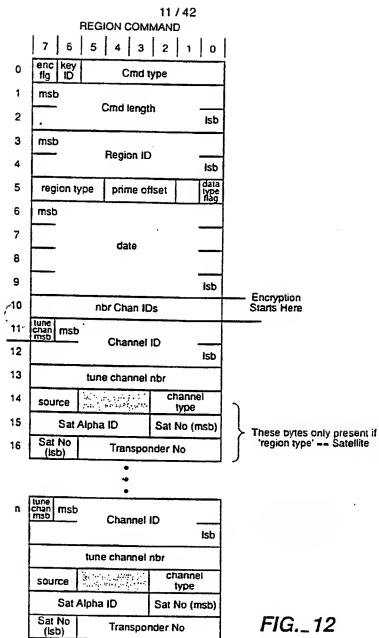 11 / 42
REGION COMMAND
7 6 5 4 3 2 1 0
0 enc flg key ID Cmd type
1 msb
Cmd length
2 lsb
3 msb
Region ID
4 lsb
5 region type prime offset data type flag
6 msb
7
date
8
9 lsb
Encryption Starts Here
10 nbr Chan IDs
11 tune chan msb msb
Channel ID
12 lsb
13 tune channel nbr
14 source channel type
15 Sat Alpha ID Sat No (msb)
16 Sat No (lsb) Transponder No
These bytes only present if 'region type' == Satellite
n tune chan msb msb
Channel ID
lsb
tune channel nbr
source channel type
Sat Alpha ID Sat No (msb)
Sat No (lsb) Transponder No
FIG._12